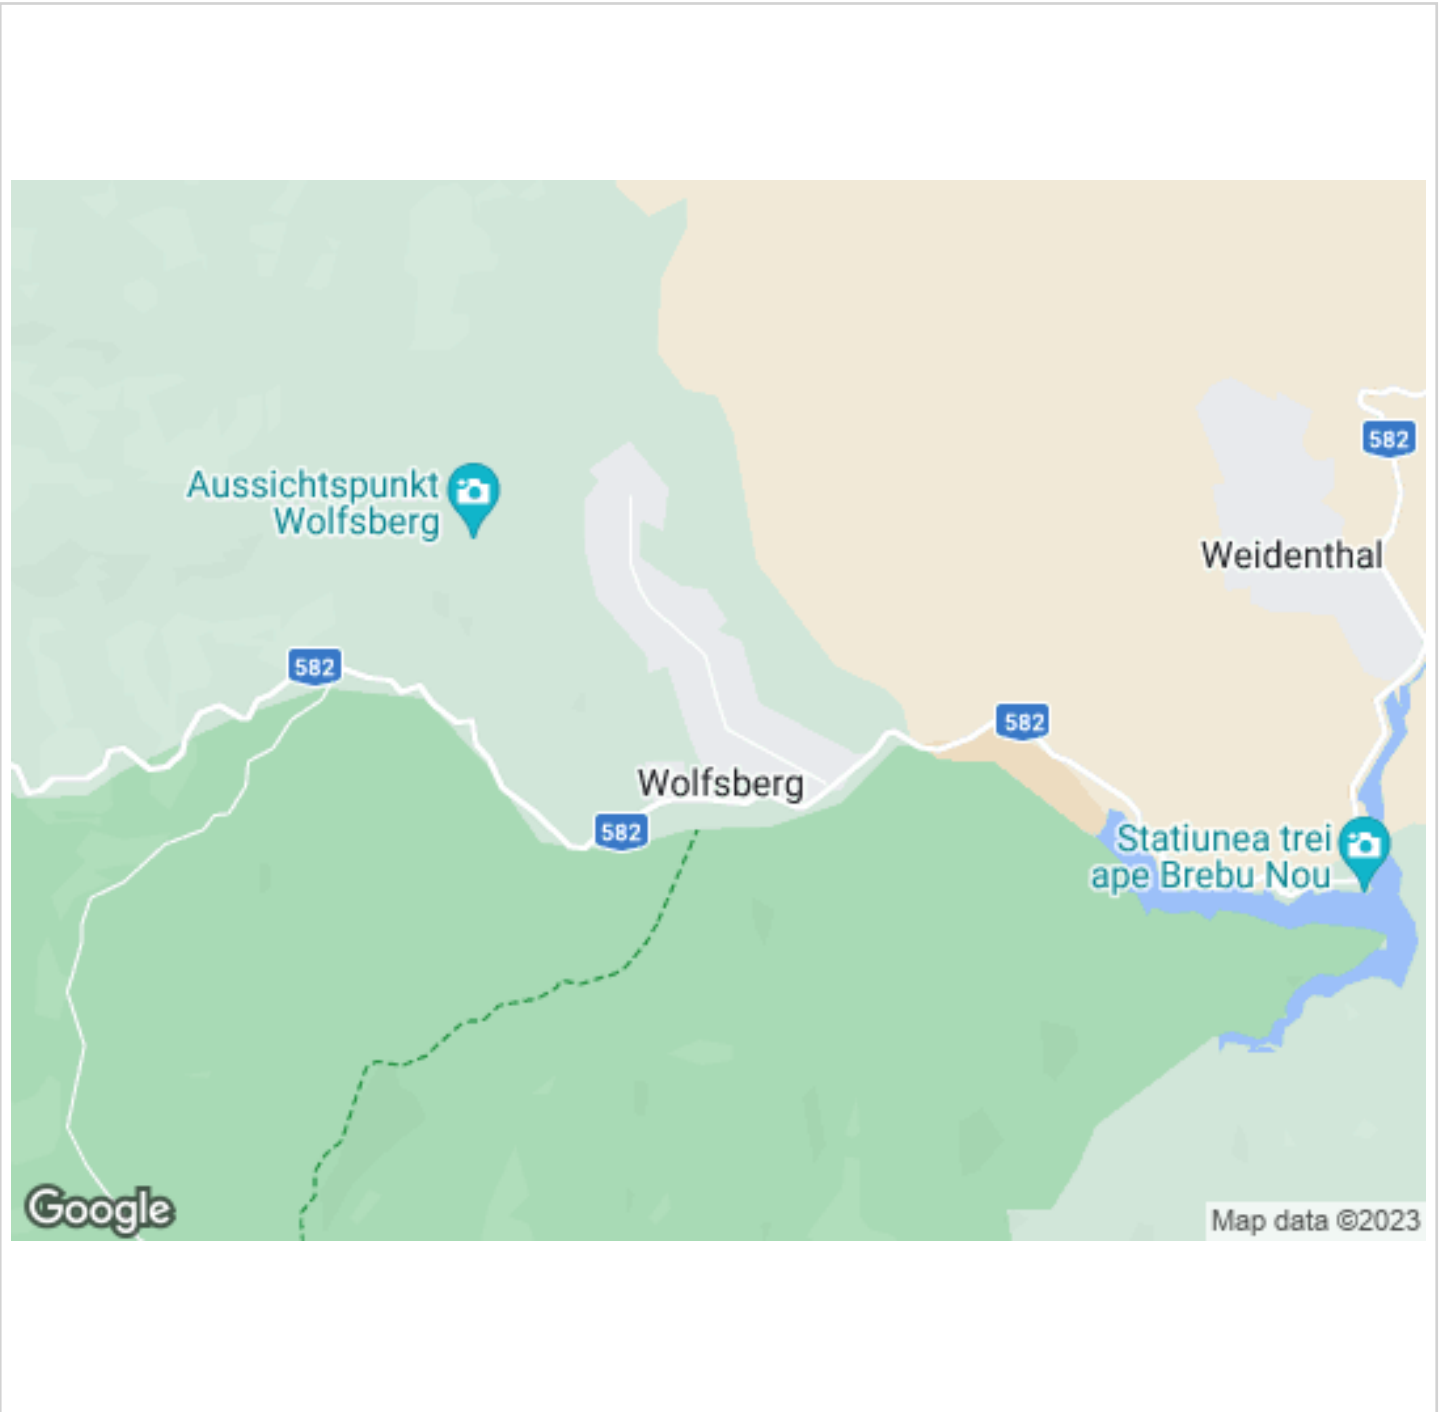 582
Aussichtspunkt
Wolfsberg
Weidenthal
582
582
Wolfsberg
582
Statiunea trei
ape Brebu Nou
Google
Map data ©2023